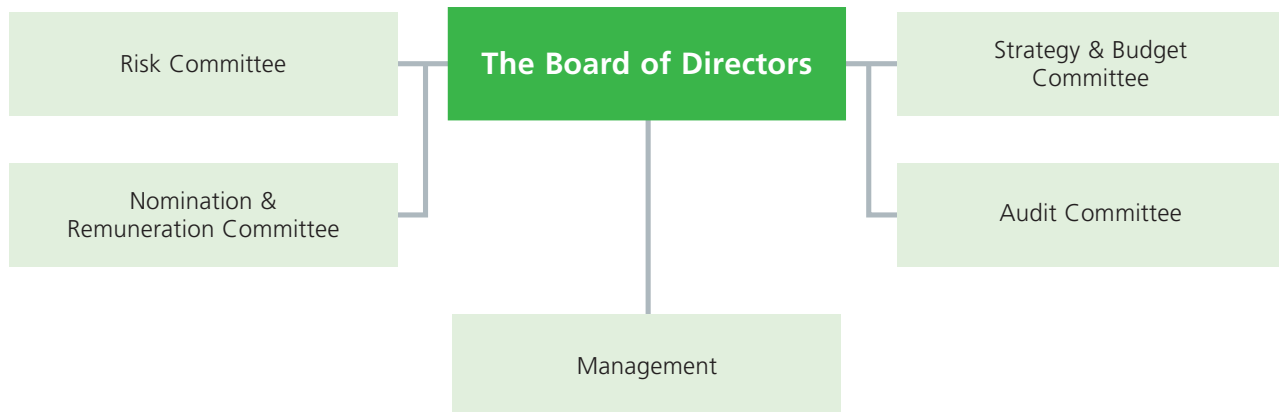 Risk Committee
The Board of Directors
Strategy & Budget
Committee
Nomination &
Remuneration Committee
Audit Committee
Management